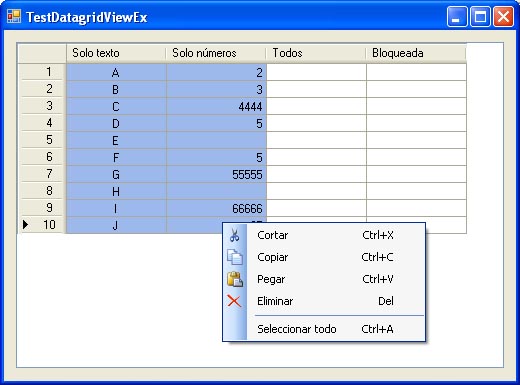 TestDatagridViewEx
Solo texto Solo números Todos Bloqueada
1 A 2
2 B 3
3 C 4444
4 D 5
5 E
6 F 5
7 G 55555
8 H
9 I 66666
10 J
Cortar Ctrl+X
Copiar Ctrl+C
Pegar Ctrl+V
Eliminar Del
Seleccionar todo Ctrl+A